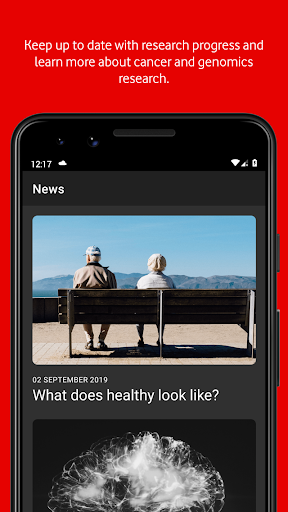 Keep up to date with research progress and
learn more about cancer and genomics
research.
12:17
News
02 SEPTEMBER 2019
What does healthy look like?